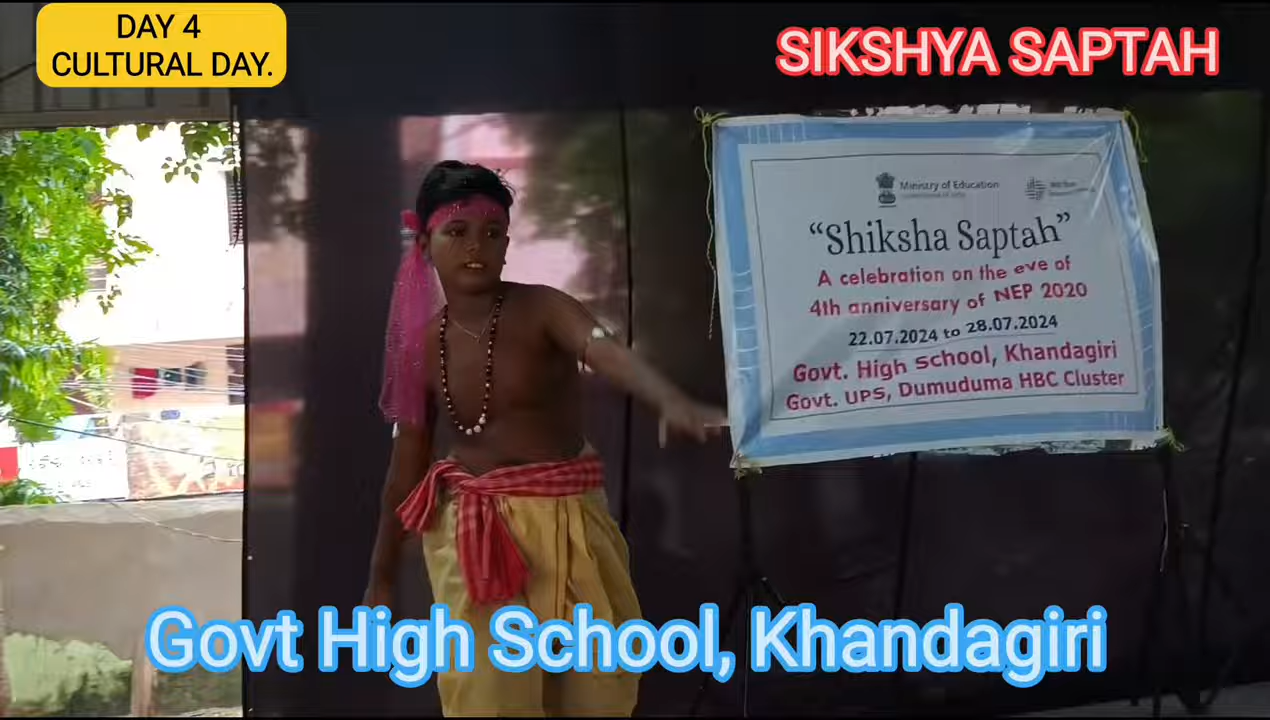 DAY 4
CULTURAL DAY.
SIKSHYA SAPTAH
Ministry of Education
“Shiksha Saptah”
A celebration on the eve of
4th anniversary of NEP 2020
22.07.2024 to 28.07.2024
Govt. High School, Khandagiri
Govt. UPS, Dumuduma HBC Cluster
Govt High School, Khandagiri